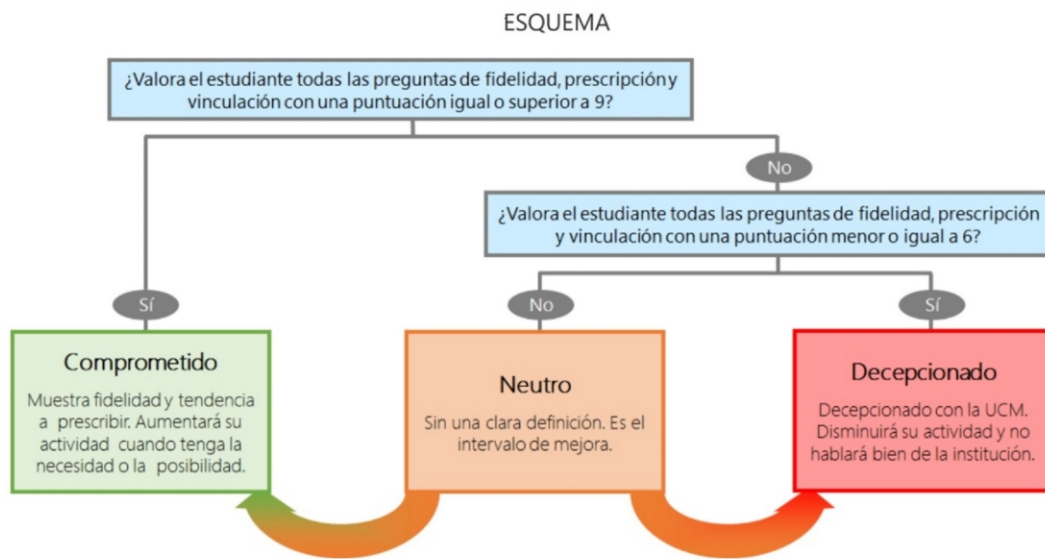 ESQUEMA
¿Valora el estudiante todas las preguntas de fidelidad, prescripción y
vinculación con una puntuación igual o superior a 9?
No
¿Valora el estudiante todas las preguntas de fidelidad, prescripción
y vinculación con una puntuación menor o igual a 6?
Sí
No
Sí
Comprometido
Muestra fidelidad y tendencia
a prescribir. Aumentará su
actividad cuando tenga la
necesidad o la posibilidad.
Neutro
Sin una clara definición. Es el
intervalo de mejora.
Decepcionado
Decepcionado con la UCM.
Disminuirá su actividad y no
hablará bien de la institución.